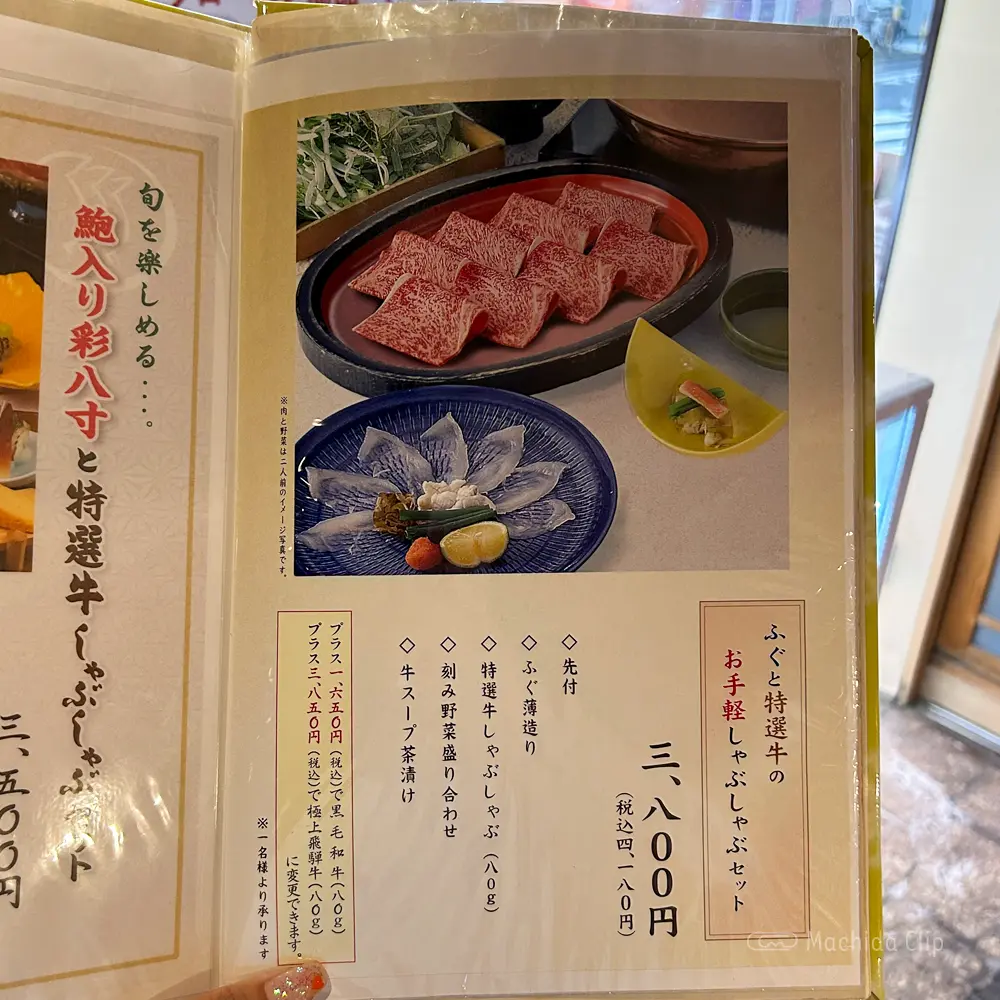 ふぐと特選牛の
お手軽しゃぶしゃぶセット
三、八〇〇円
(税込四、一八〇円)
◇先付
◇ふぐ薄造り
◇特選牛しゃぶしゃぶ(八〇g)
◇刻み野菜盛り合わせ
◇牛スープ茶漬け
プラス一、六五〇円(税込)で黒毛和牛(八〇g)
プラス三、八五〇円(税込)で極上飛騨牛(八〇g)
に変更できます。
※一名様より承ります
※肉と野菜は二人前のイメージ写真です。
旬を楽しめる・・・・。
鮑入り彩八寸と特選牛しゃぶしゃぶセット
三、五〇〇円
Machida Clip